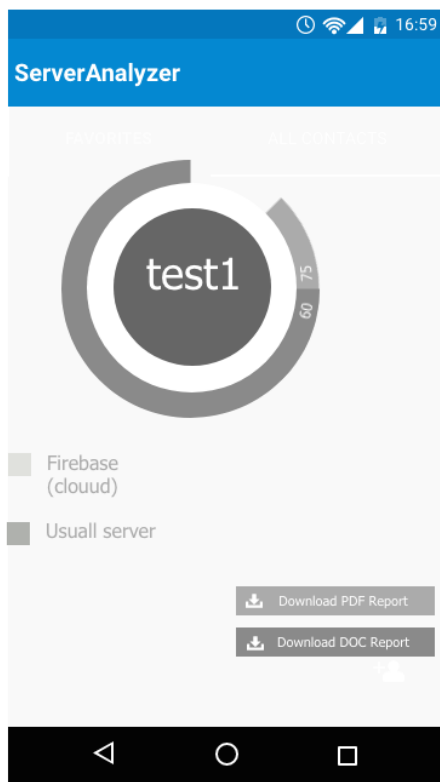 16:59
ServerAnalyzer
FAVORITES ALL CONTACTS
test1
75
60
Firebase
(clouud)
Usuall server
Download PDF Report
Download DOC Report